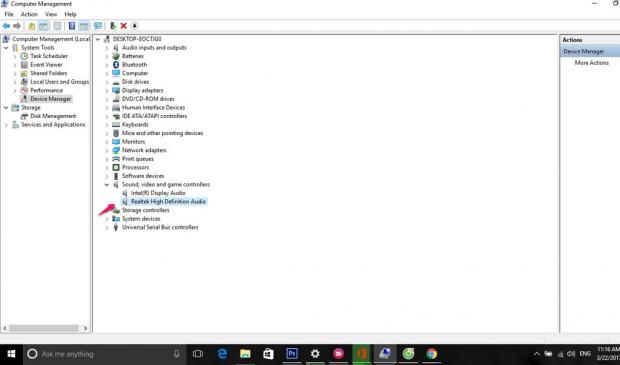 Computer Management
File Action View Help
Computer Management (Local
System Tools
Task Scheduler
Event Viewer
Shared Folders
Local Users and Groups
Performance
Device Manager
Storage
Disk Management
Services and Applications
DESKTOP-8OCTIG0
Audio inputs and outputs
Batteries
Bluetooth
Computer
Disk drives
Display adapters
DVD/CD-ROM drives
Human Interface Devices
IDE ATA/ATAPI controllers
Keyboards
Mice and other pointing devices
Monitors
Network adapters
Print queues
Processors
Software devices
Sound, video and game controllers
Intel(R) Display Audio
Realtek High Definition Audio
Storage controllers
System devices
Universal Serial Bus controllers
Actions
Device Manager
More Actions
Ask me anything
Ps
ENG
11:16 AM